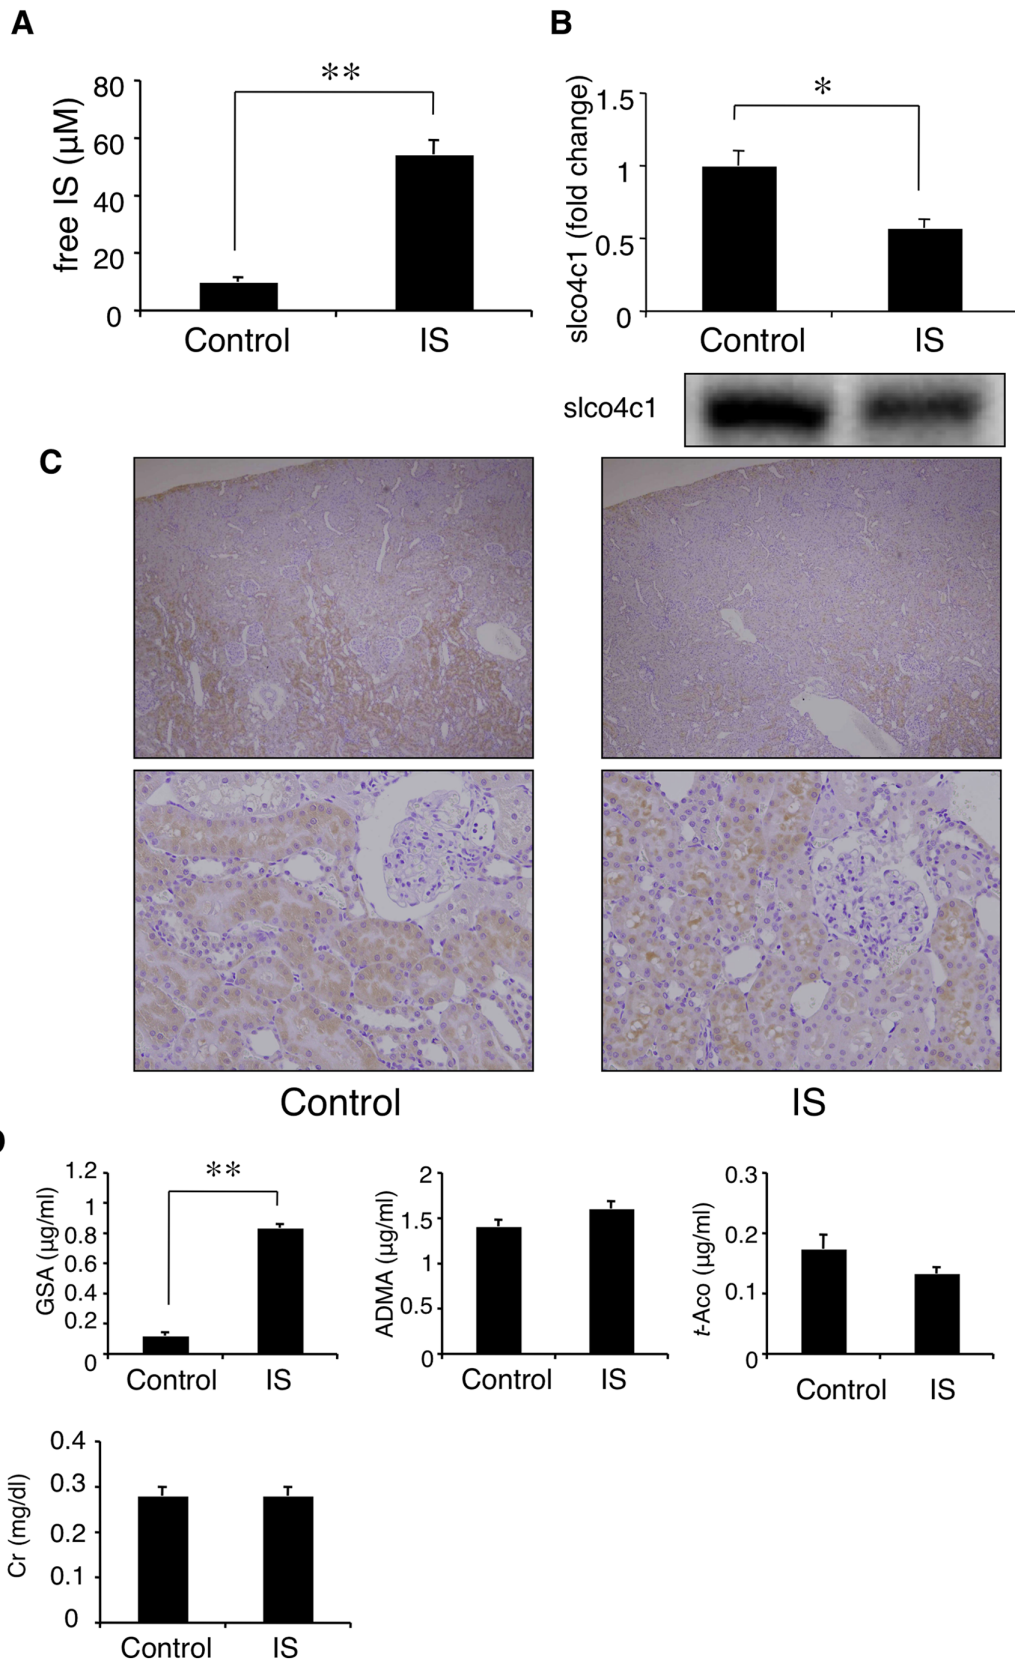 A
B
**
80
60
40
20
0
free IS (µM)
Control
IS
*
1.5
1
0.5
0
slco4c1 (fold change)
Control
IS
slco4c1
C
Control
IS
**
1.2
1
0.8
0.6
0.4
0.2
0
GSA (µg/ml)
Control
IS
2
1.5
1
0.5
0
ADMA (µg/ml)
Control
IS
0.3
0.2
0.1
0
t-Aco (µg/ml)
Control
IS
0.4
0.3
0.2
0.1
0
Cr (mg/dl)
Control
IS